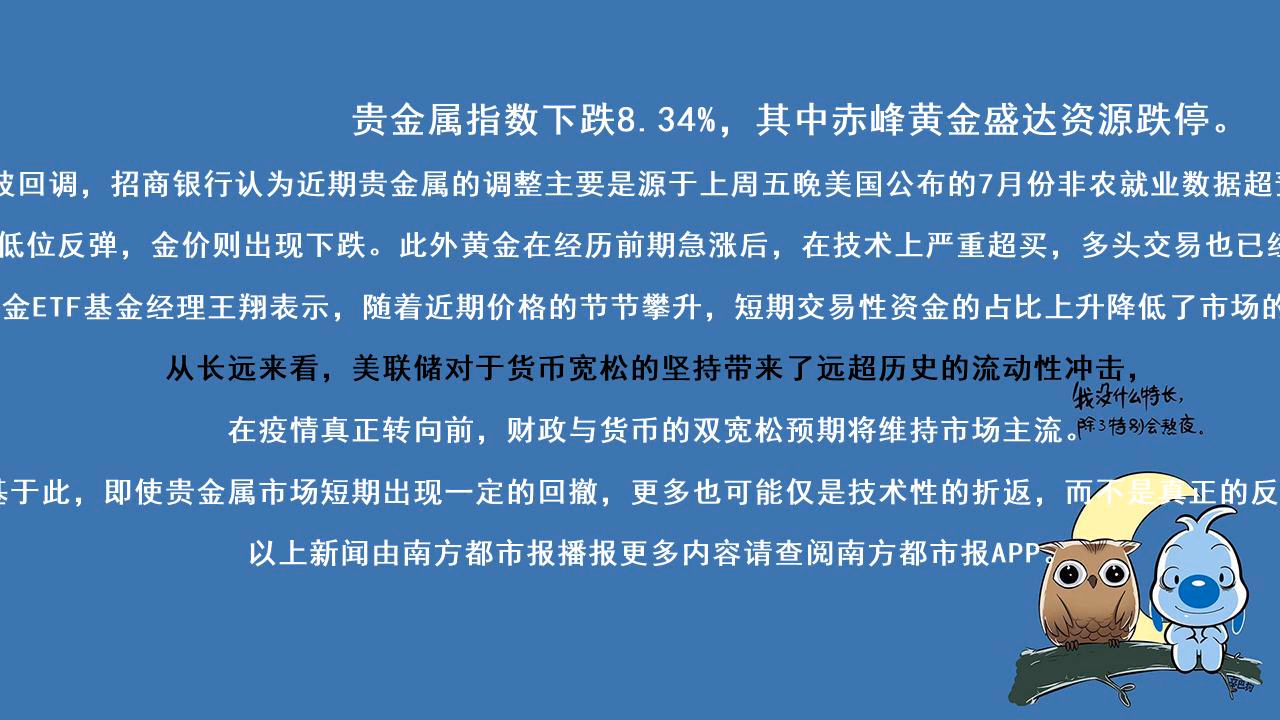 贵金属指数下跌8.34%，其中赤峰黄金盛达资源跌停。
回调，招商银行认为近期贵金属的调整主要是源于上周五晚美国公布的7月份非农就业数据超
低位反弹，金价则出现下跌。此外黄金在经历前期急涨后，在技术上严重超买，多头交易也已
金ETF基金经理王翔表示，随着近期价格的节节攀升，短期交易性资金的占比上升降低了市场的
从长远来看，美联储对于货币宽松的坚持带来了远超历史的流动性冲击，
我没什么特长，
除了特别会熬夜。
在疫情真正转向前，财政与货币的双宽松预期将维持市场主流。
基于此，即使贵金属市场短期出现一定的回撤，更多也可能仅是技术性的折返，而不是真正的反
以上新闻由南方都市报播报更多内容请查阅南方都市报APP。